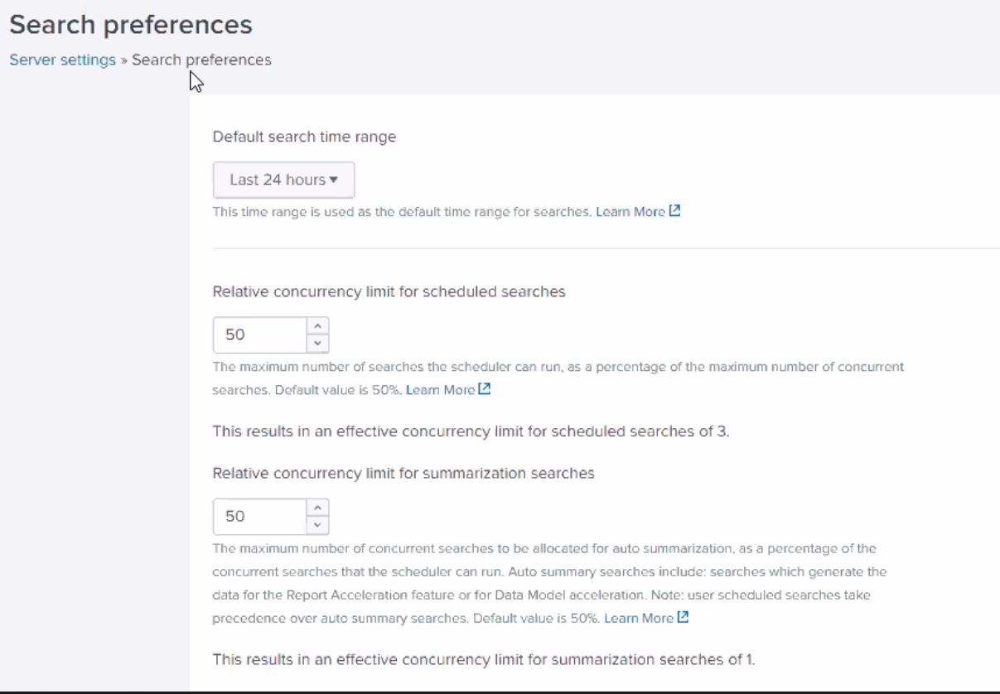 Search preferences
Server settings » Search preferences
Default search time range
Last 24 hours ▾
This time range is used as the default time range for searches. Learn More
Relative concurrency limit for scheduled searches
50
The maximum number of searches the scheduler can run, as a percentage of the maximum number of concurrent
searches. Default value is 50%. Learn More
This results in an effective concurrency limit for scheduled searches of 3.
Relative concurrency limit for summarization searches
50
The maximum number of concurrent searches to be allocated for auto summarization, as a percentage of the
concurrent searches that the scheduler can run. Auto summary searches include: searches which generate the
data for the Report Acceleration feature or for Data Model acceleration. Note: user scheduled searches take
precedence over auto summary searches. Default value is 50%. Learn More
This results in an effective concurrency limit for summarization searches of 1.